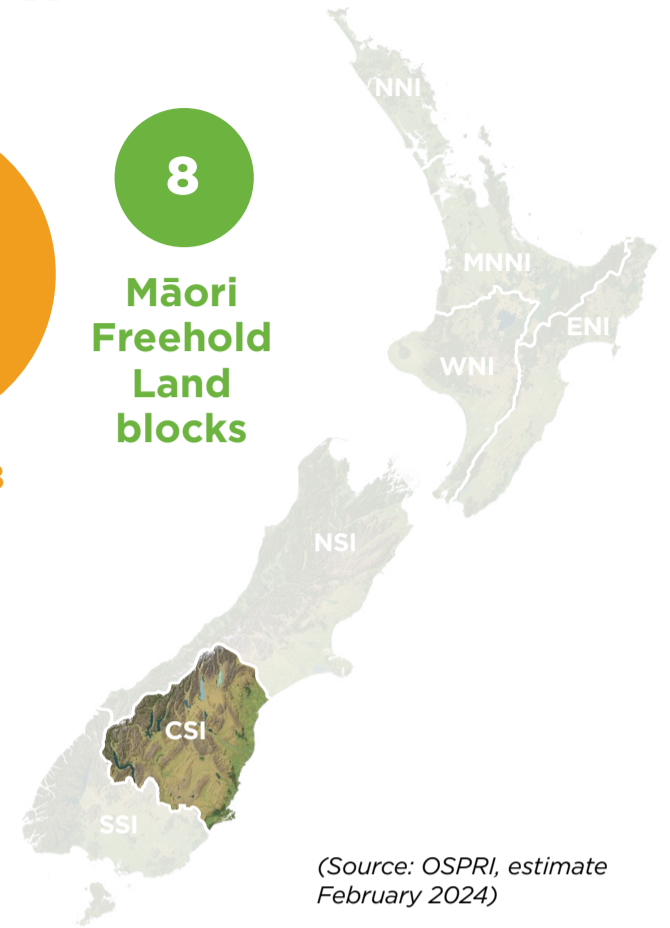 8
Māori
Freehold
Land
blocks
NNI
MNNI
ENI
WNI
NSI
CSI
SSI
(Source: OSPRI, estimate
February 2024)